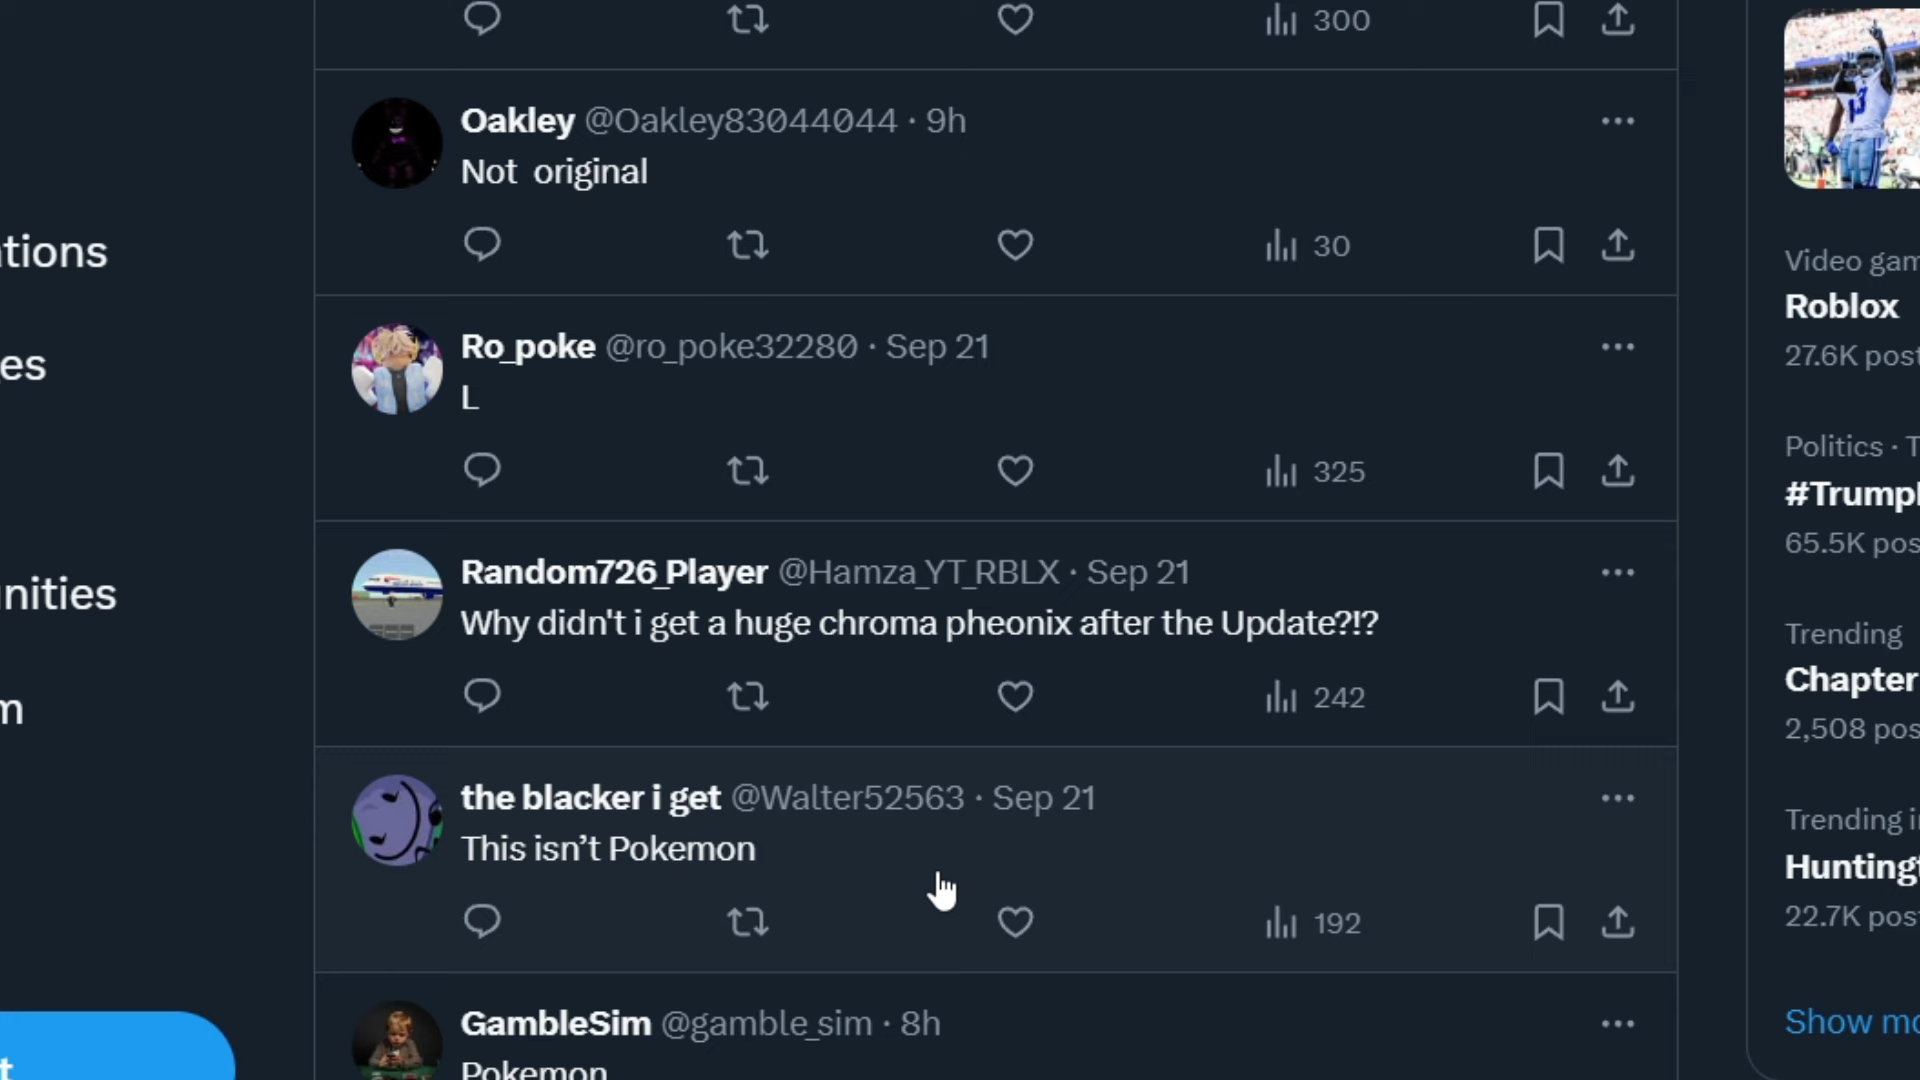 300
Oakley @Oakley83044044 · 9h
Not  original
30
Ro_poke @ro_poke32280 · Sep 21
L
325
Random726_Player @Hamza_YT_RBLX · Sep 21
Why didn't i get a huge chroma pheonix after the Update?!?
242
the blacker i get @Walter52563 · Sep 21
This isn’t Pokemon
192
GambleSim @gamble_sim · 8h
Pokemon
ations
es
nities
m
t
Video gam
Roblox
27.6K post
Politics · T
#Trump
65.5K pos
Trending
Chapter
2,508 pos
Trending i
Hunting
22.7K post
Show mo